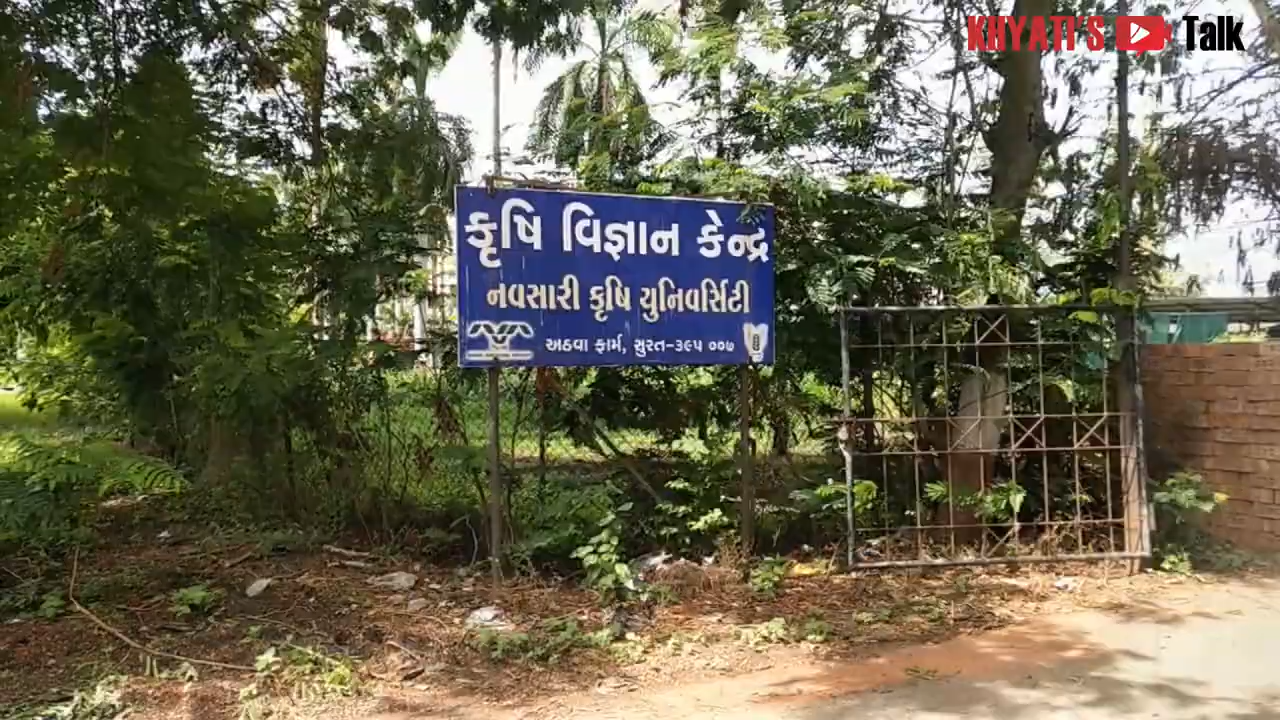 KHYATI'S Talk
કૃષિ વિજ્ઞાન કેન્દ્ર
નવસારી કૃષિ યુનિવર્સિટી
અઠવા ફાર્મ, સુરત-૩૯૫ ૦૦૭